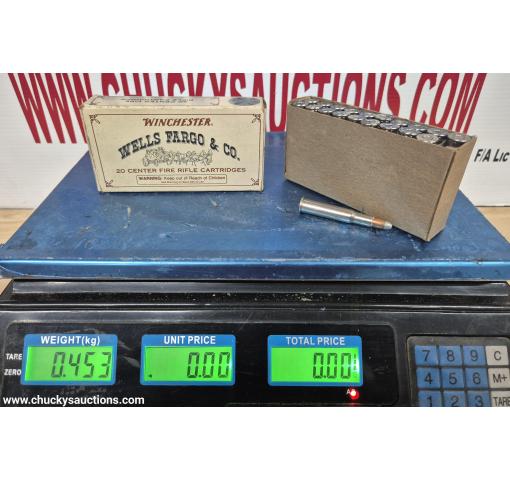 WWW.CHUCKYSAUCTIONS.COM
F/A Lic
WINCHESTER
WELLS FARGO & CO.
20 CENTER FIRE RIFLE CARTRIDGES
WARNING: Keep out of Reach of Children
WEIGHT(kg) UNIT PRICE TOTAL PRICE
TARE
ZERO
0.453 0.00 0.00
7 8 9 C
4 5 6 M+
1 2 3 TARE
www.chuckysauctions.com